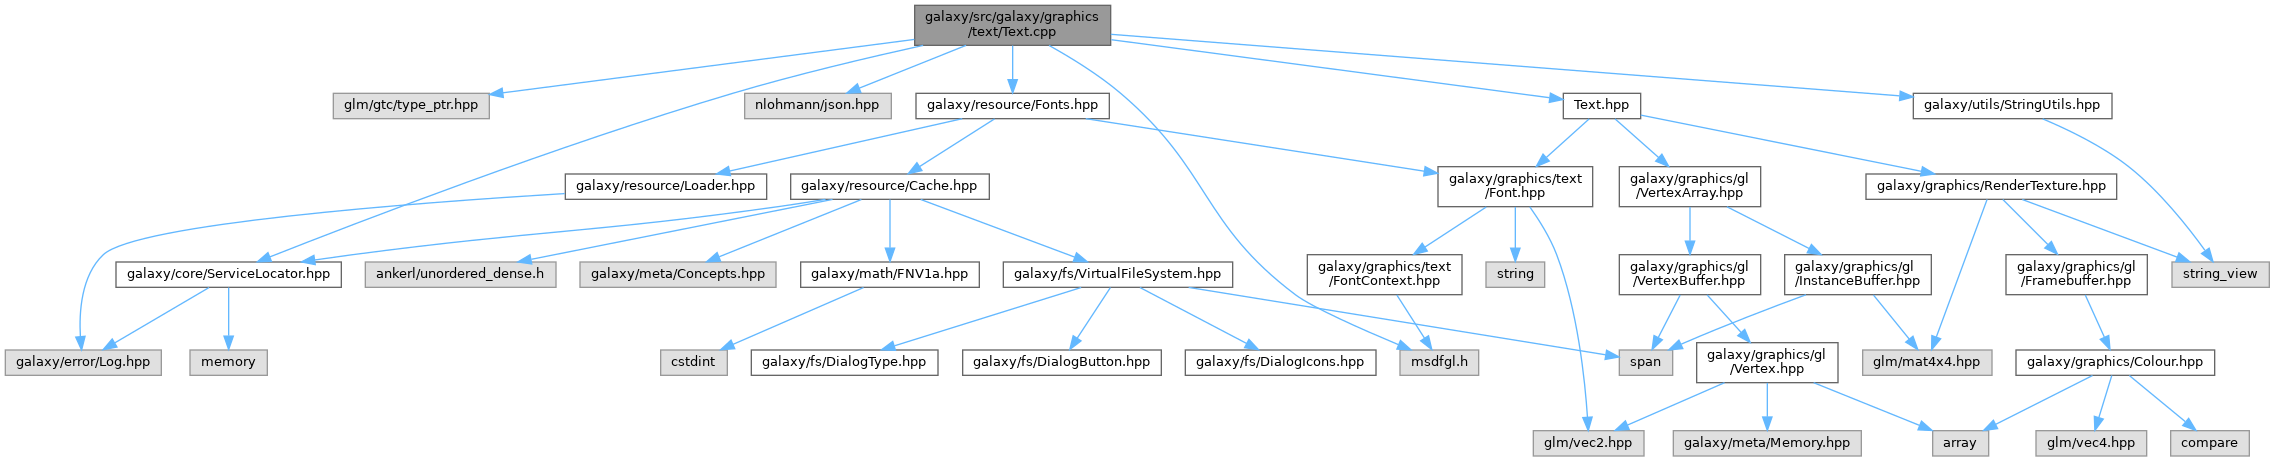 galaxy/src/galaxy/graphics
/text/Text.cpp
glm/gtc/type_ptr.hpp
nlohmann/json.hpp
galaxy/resource/Fonts.hpp
Text.hpp
galaxy/utils/StringUtils.hpp
galaxy/resource/Loader.hpp
galaxy/resource/Cache.hpp
galaxy/graphics/text
/Font.hpp
galaxy/graphics/gl
/VertexArray.hpp
galaxy/graphics/RenderTexture.hpp
galaxy/core/ServiceLocator.hpp
ankerl/unordered_dense.h
galaxy/meta/Concepts.hpp
galaxy/math/FNV1a.hpp
galaxy/fs/VirtualFileSystem.hpp
galaxy/graphics/text
/FontContext.hpp
string
galaxy/graphics/gl
/VertexBuffer.hpp
galaxy/graphics/gl
/InstanceBuffer.hpp
galaxy/graphics/gl
/Framebuffer.hpp
string_view
galaxy/error/Log.hpp
memory
cstdint
galaxy/fs/DialogType.hpp
galaxy/fs/DialogButton.hpp
galaxy/fs/DialogIcons.hpp
msdfgl.h
span
galaxy/graphics/gl
/Vertex.hpp
glm/mat4x4.hpp
galaxy/graphics/Colour.hpp
glm/vec2.hpp
galaxy/meta/Memory.hpp
array
glm/vec4.hpp
compare